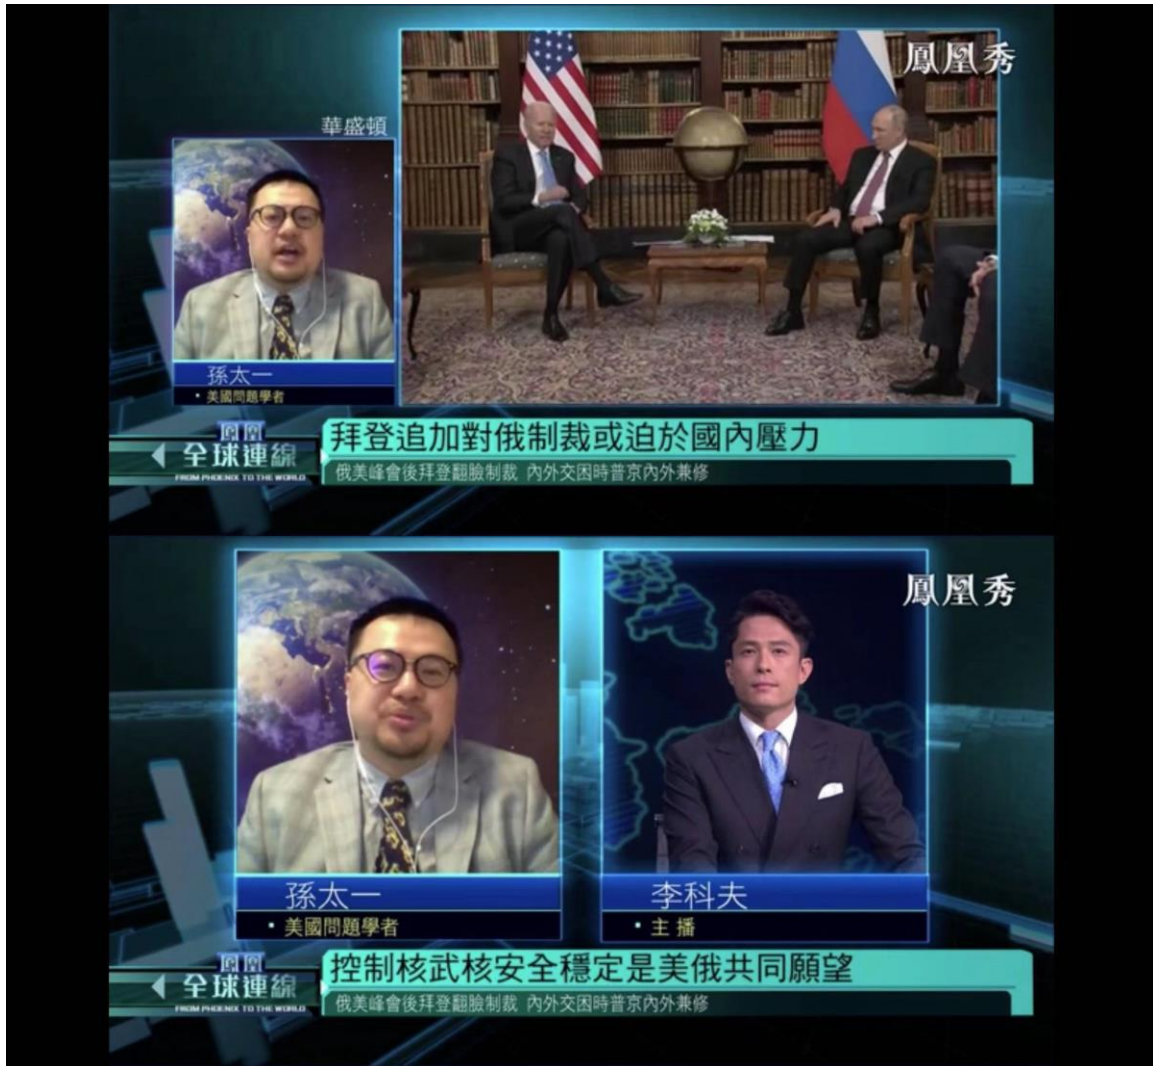 鳳凰秀
華盛頓
孫太一
・美國問題學者
鳳凰
全球連線
FROM PHOENIX TO THE WORLD
拜登追加對俄制裁或迫於國內壓力
俄美峰會後拜登翻臉制裁 內外交困時普京內外兼修
鳳凰秀
孫太一
・美國問題學者
李科夫
・主播
鳳凰
全球連線
FROM PHOENIX TO THE WORLD
控制核武核安全穩定是美俄共同願望
俄美峰會後拜登翻臉制裁 內外交困時普京內外兼修